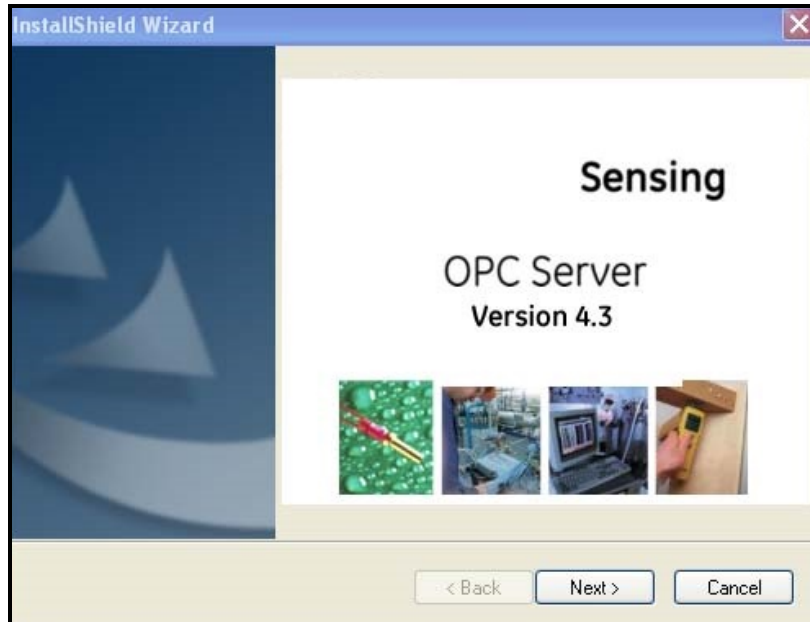 InstallShield Wizard
Sensing
OPC Server
Version 4.3
< Back
Next >
Cancel